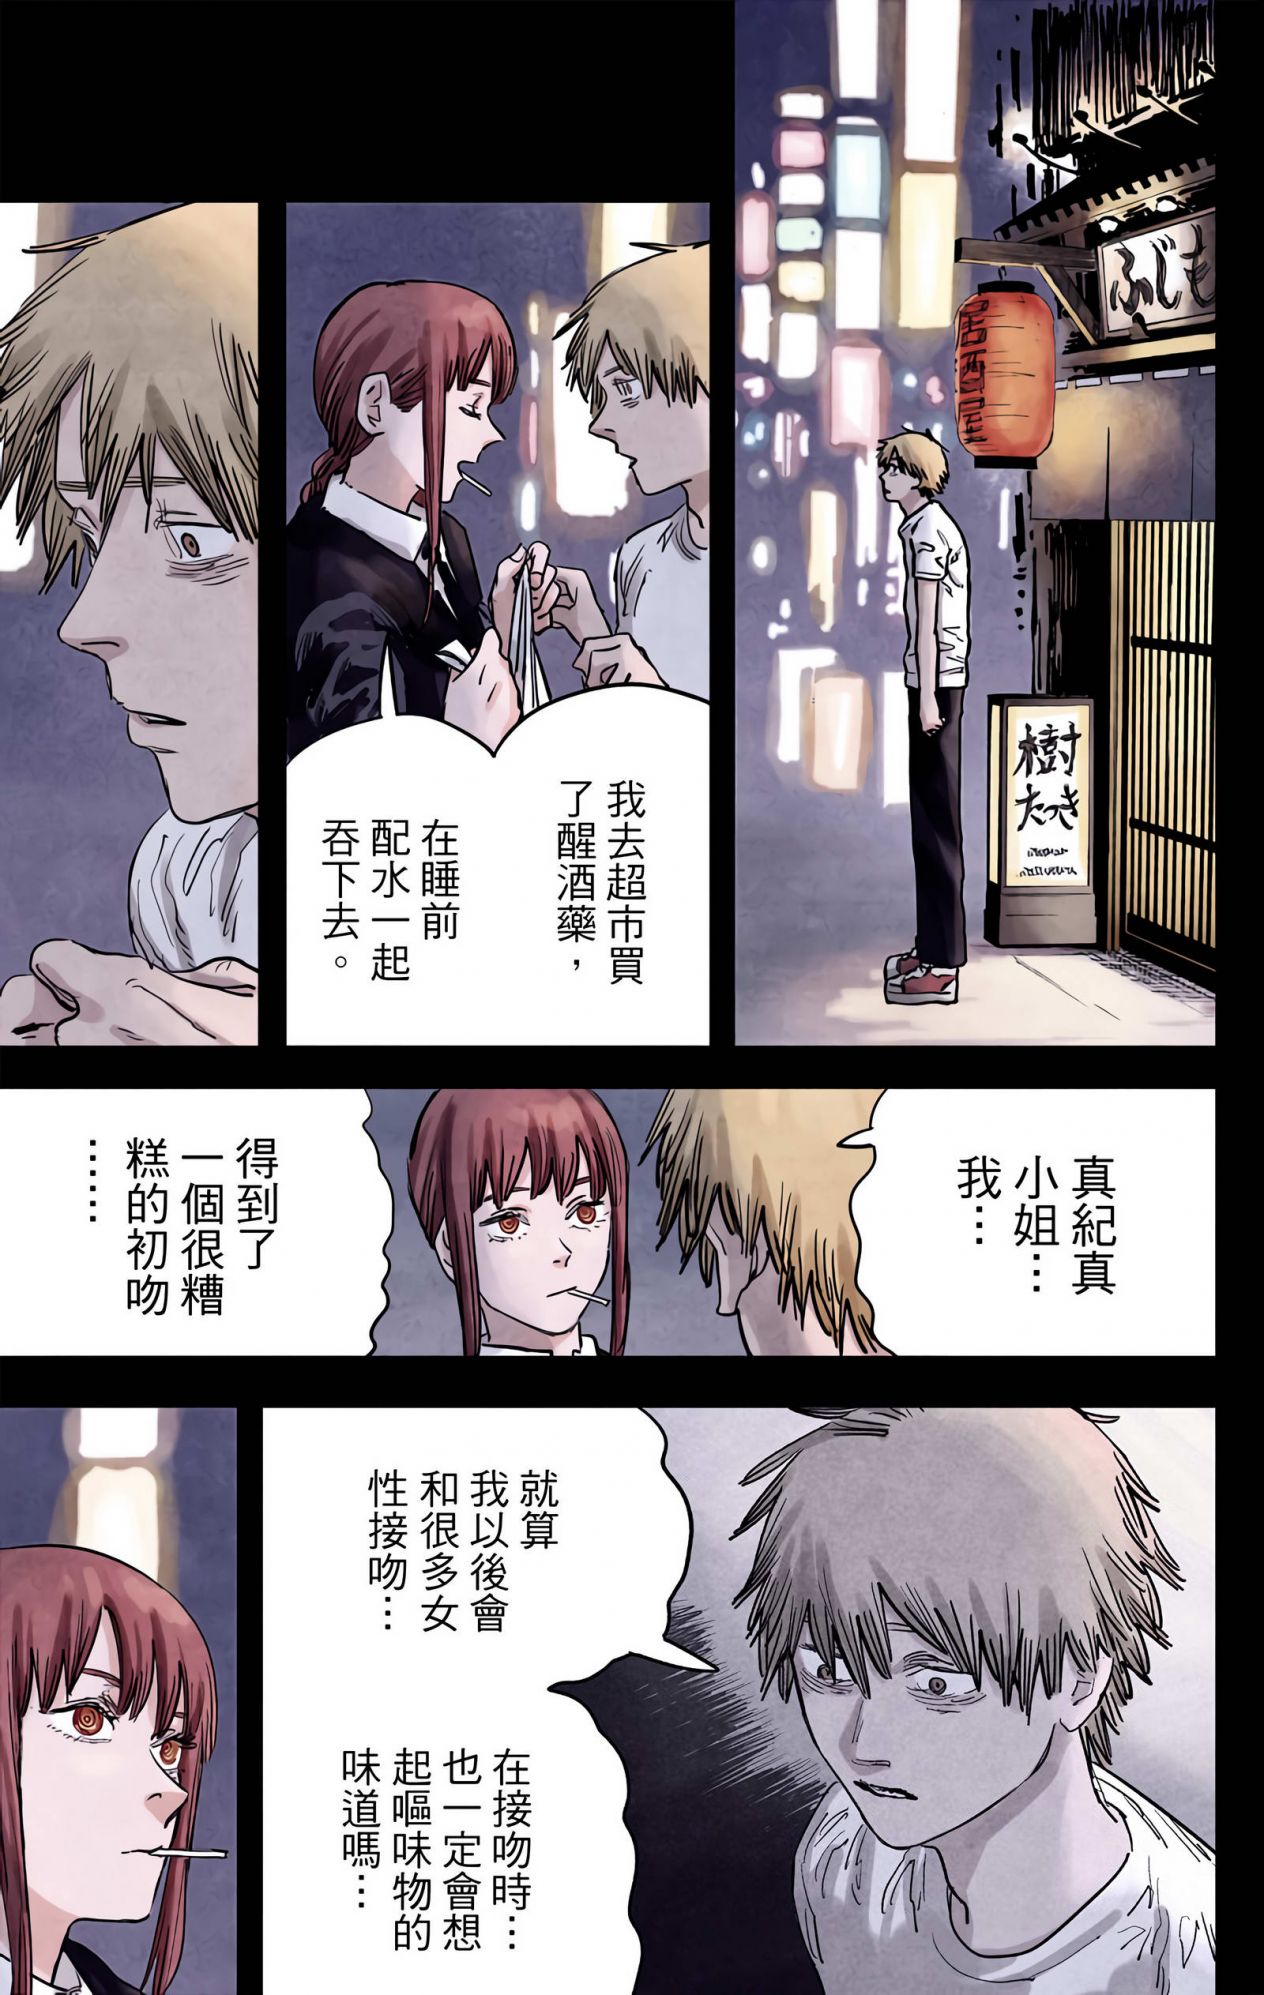 ふじもと
居酒屋
樹
たつき
我去超市買
了醒酒藥，
在睡前
配水一起
吞下去。
真紀真
小姐…
我…
得到了
一個很糟
糕的初吻
……
就算
我以後會
和很多女
性接吻…
在接吻時…
也一定會想
起嘔味物的
味道嗎…